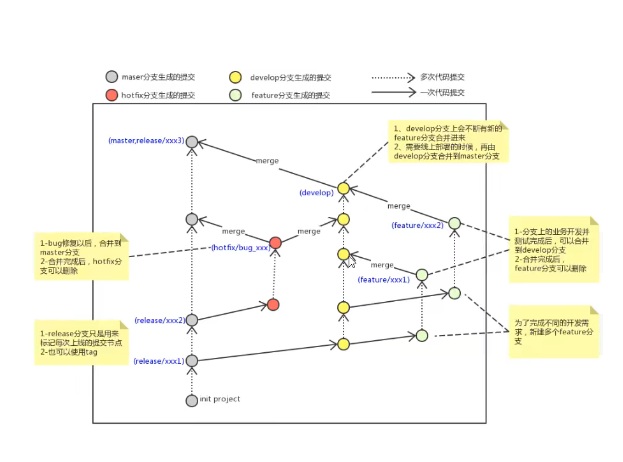 maser分支生成的提交
develop分支生成的提交
多次代码提交
hotfix分支生成的提交
feature分支生成的提交
一次代码提交
1、develop分支上会不断有新的
feature分支合并进来
2、需要线上部署的时候，再由
develop分支合并到master分支
(master,release/xxx3)
merge
(develop)
merge
(feature/xxx2)
merge
merge
1-bug修复以后，合并到
master分支
2-合并完成后，hotfix分
支可以删除
(hotfix/bug_xxx)
1-分支上的业务开发并
测试完成后，可以合并
到develop分支
2-合并完成后，
feature分支可以删除
merge
(feature/xxx1)
(release/xxx2)
1-release分支只是用来
标记每次上线的提交节点
2-也可以使用tag
为了完成不同的开发需
求，新建多个feature分
支
(release/xxx1)
init project